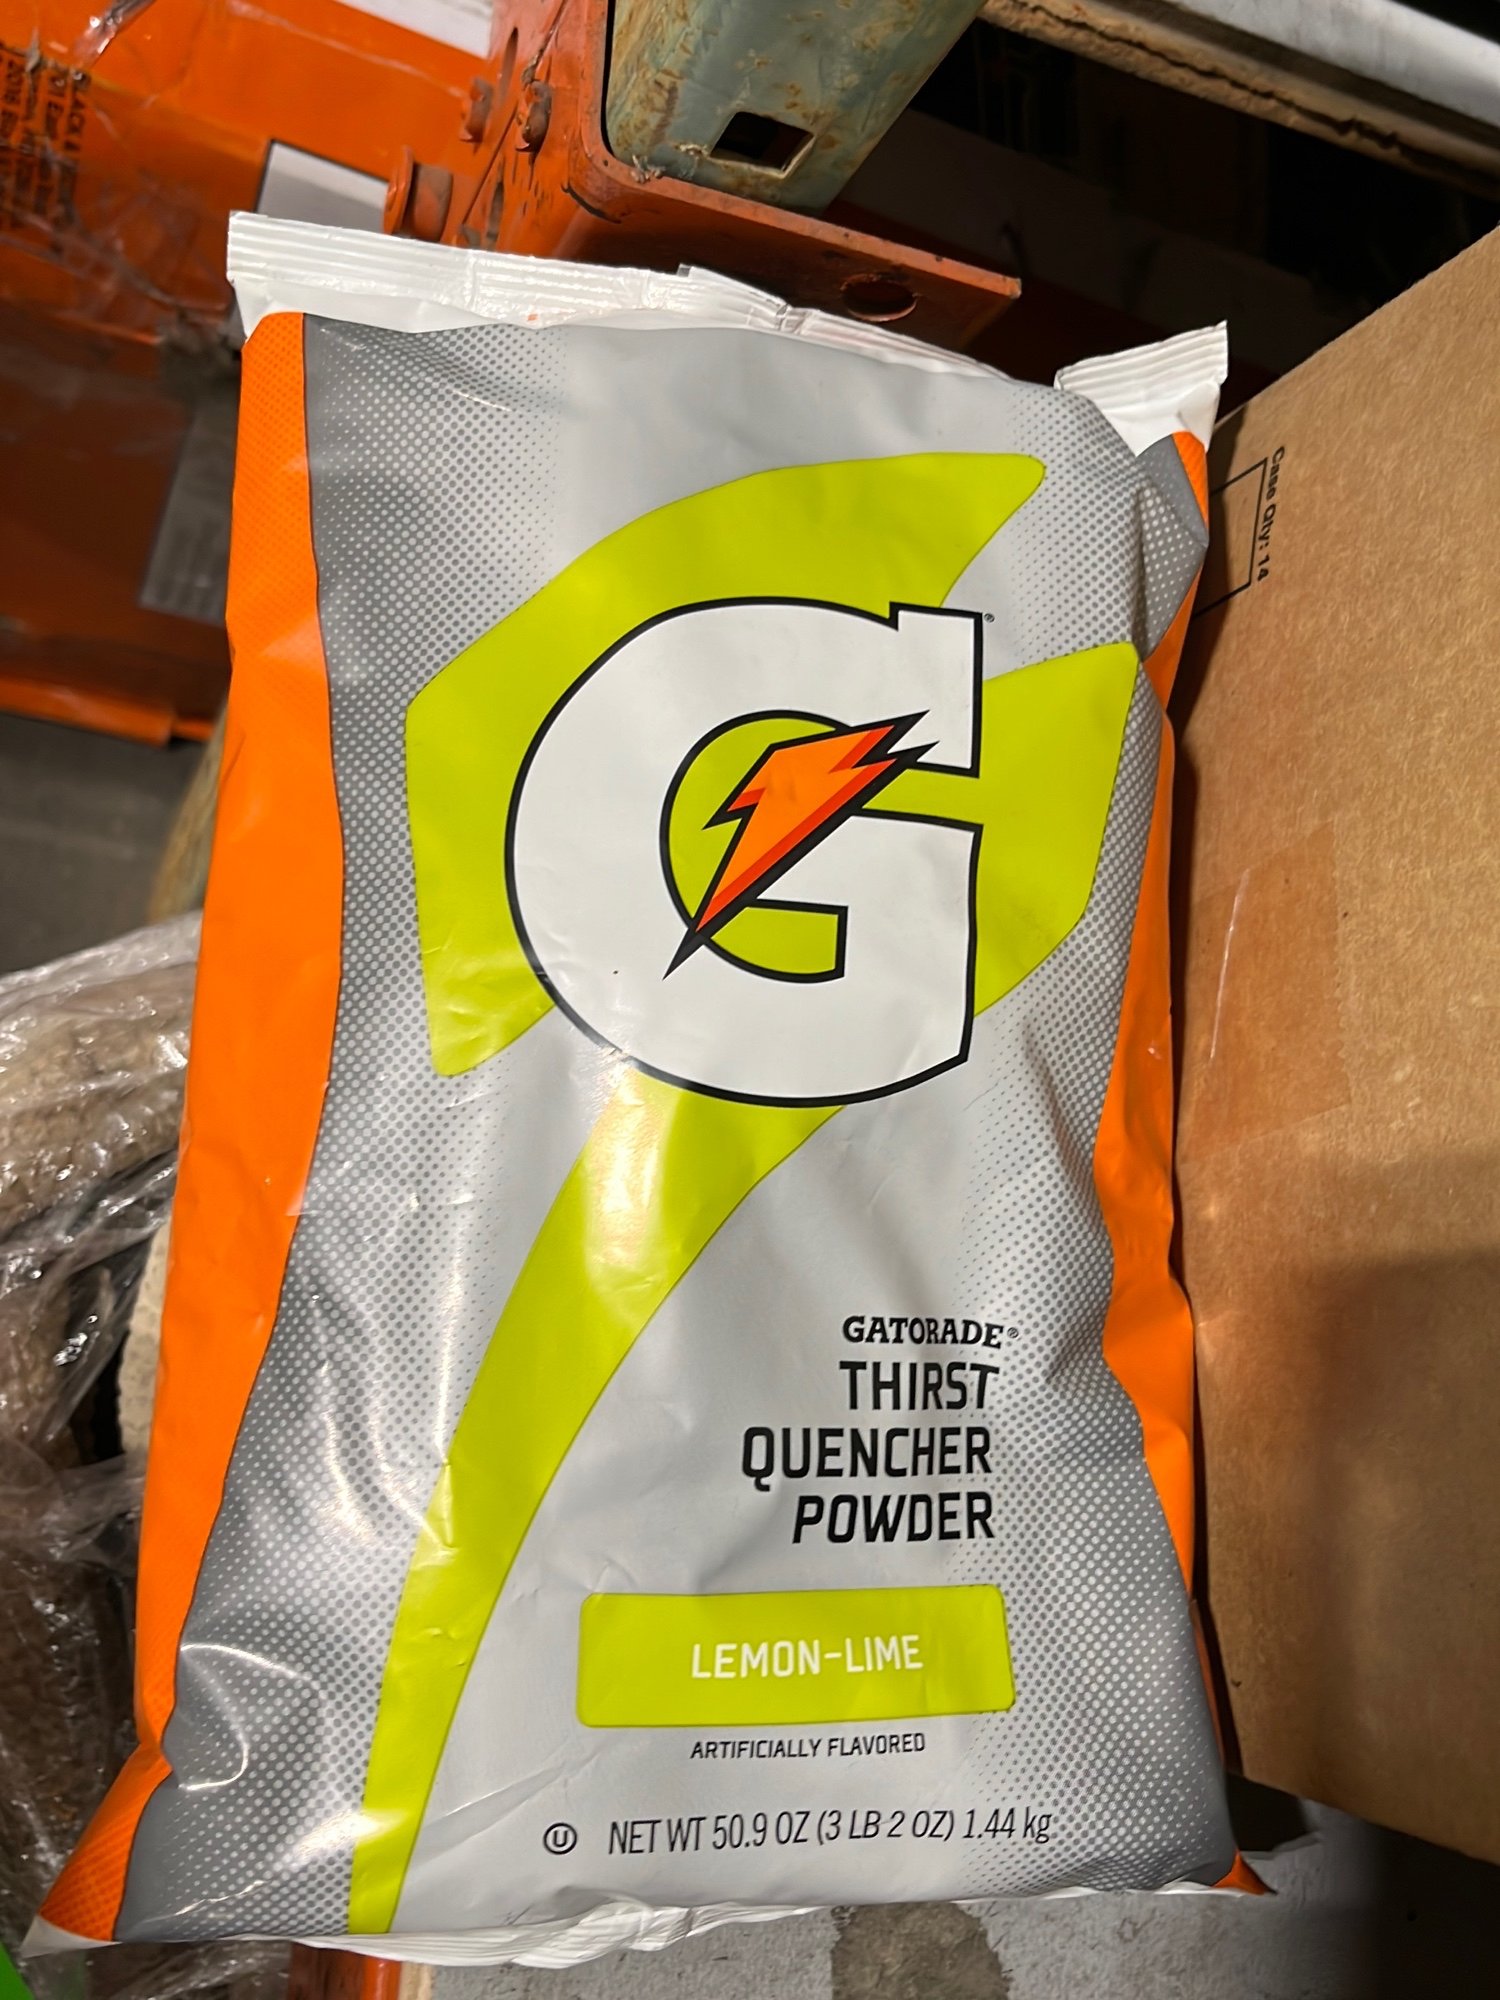 G®
GATORADE®
THIRST
QUENCHER
POWDER
LEMON-LIME
ARTIFICIALLY FLAVORED
U NET WT 50.9 OZ (3 LB 2 OZ) 1.44 kg
Case Qty: 14
BLACK &